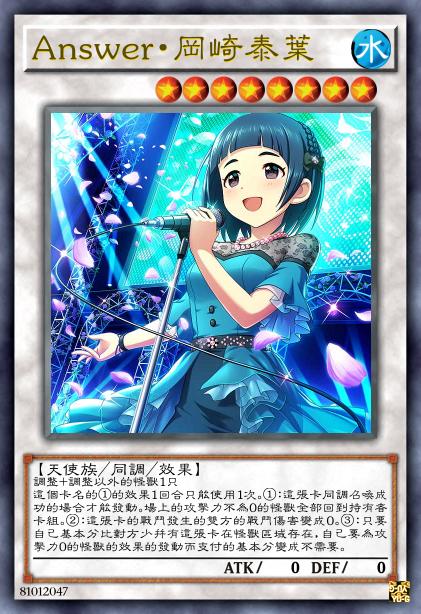 Answer・岡崎泰葉
水
【天使族／同調／效果】
調整＋調整以外的怪獸1只
這個卡名的①的效果1回合只能使用1次。①：這張卡同調召喚成
功的場合才能發動。場上的攻擊力不為0的怪獸全部回到持有者
卡組。②：這張卡的戰鬥發生的雙方的戰鬥傷害變成0。③：只要
自己基本分比對方少并有這張卡在怪獸區域存在，自己要為攻
擊力0的怪獸的效果的發動而支付的基本分變成不需要。
ATK/ 0 DEF/ 0
81012047